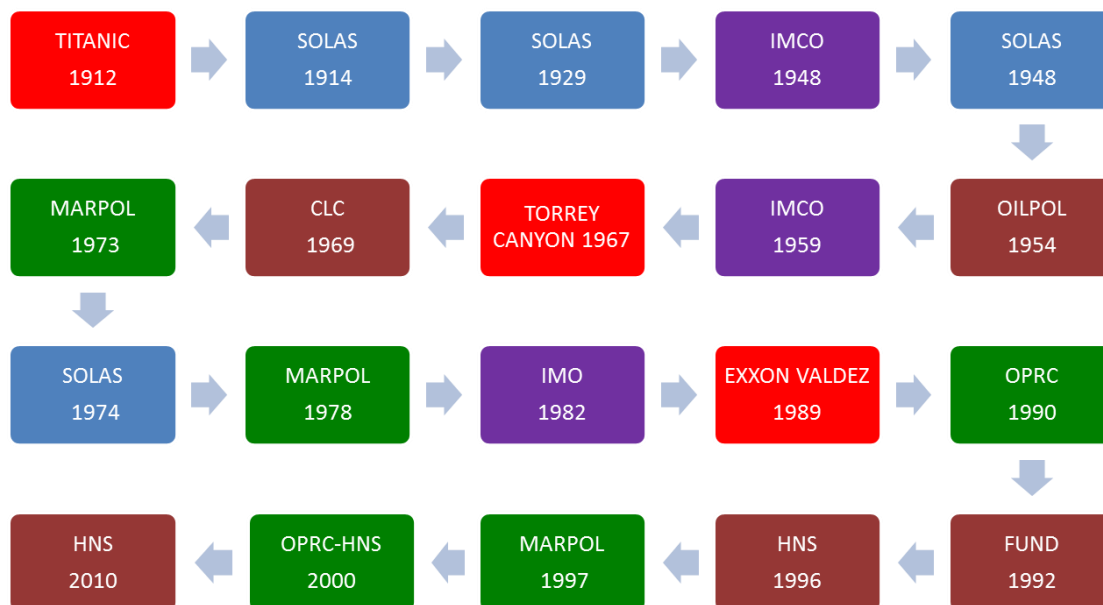 TITANIC
1912
SOLAS
1914
SOLAS
1929
IMCO
1948
SOLAS
1948
OILPOL
1954
IMCO
1959
TORREY
CANYON 1967
CLC
1969
MARPOL
1973
SOLAS
1974
MARPOL
1978
IMO
1982
EXXON VALDEZ
1989
OPRC
1990
FUND
1992
HNS
1996
MARPOL
1997
OPRC-HNS
2000
HNS
2010